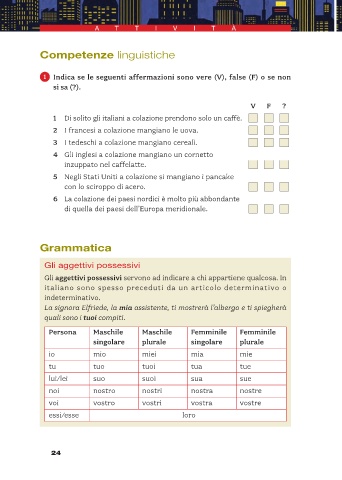 ATTIVITÀ
Competenze linguistiche
1 Indica se le seguenti affermazioni sono vere (V), false (F) o se non
si sa (?).
V F ?
1 Di solito gli italiani a colazione prendono solo un caffè.
2 I francesi a colazione mangiano le uova.
3 I tedeschi a colazione mangiano cereali.
4 Gli inglesi a colazione mangiano un cornetto
inzuppato nel caffelatte.
5 Negli Stati Uniti a colazione si mangiano i pancake
con lo sciroppo di acero.
6 La colazione dei paesi nordici è molto più abbondante
di quella dei paesi dell'Europa meridionale.
Grammatica
Gli aggettivi possessivi
Gli aggettivi possessivi servono ad indicare a chi appartiene qualcosa. In
italiano sono spesso preceduti da un articolo determinativo o
indeterminativo.
La signora Elfriede, la mia assistente, ti mostrerà l'albergo e ti spiegherà
quali sono i tuoi compiti.
Persona Maschile singolare Maschile plurale Femminile singolare Femminile plurale
io mio miei mia mie
tu tuo tuoi tua tue
lui/lei suo suoi sua sue
noi nostro nostri nostra nostre
voi vostro vostri vostra vostre
essi/esse loro
24